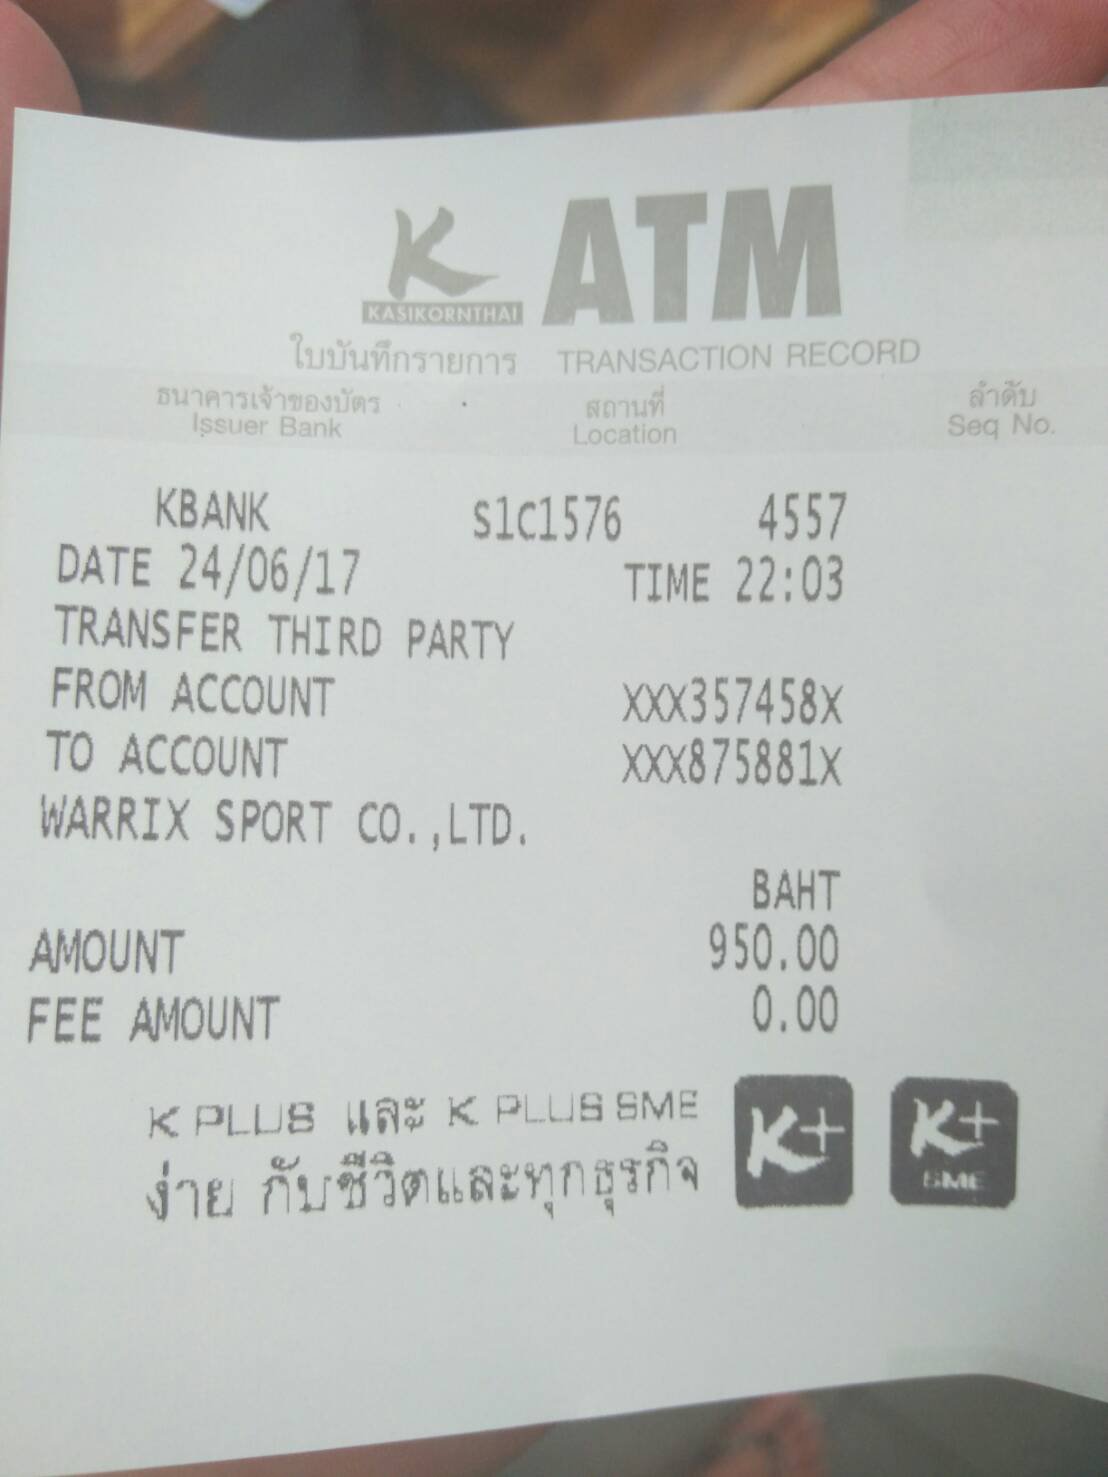 K ATM
KASIKORNTHAI
ใบบันทึกรายการ TRANSACTION RECORD
ธนาคารเจ้าของบัตร สถานที่ ลำดับ
Issuer Bank Location Seq No.
KBANK S1C1576 4557
DATE 24/06/17 TIME 22:03
TRANSFER THIRD PARTY
FROM ACCOUNT XXX357458X
TO ACCOUNT XXX875881X
WARRIX SPORT CO.,LTD.
BAHT
AMOUNT 950.00
FEE AMOUNT 0.00
K PLUS และ K PLUS SME
ง่าย กับชีวิตและทุกธุรกิจ
K+ K+
SME